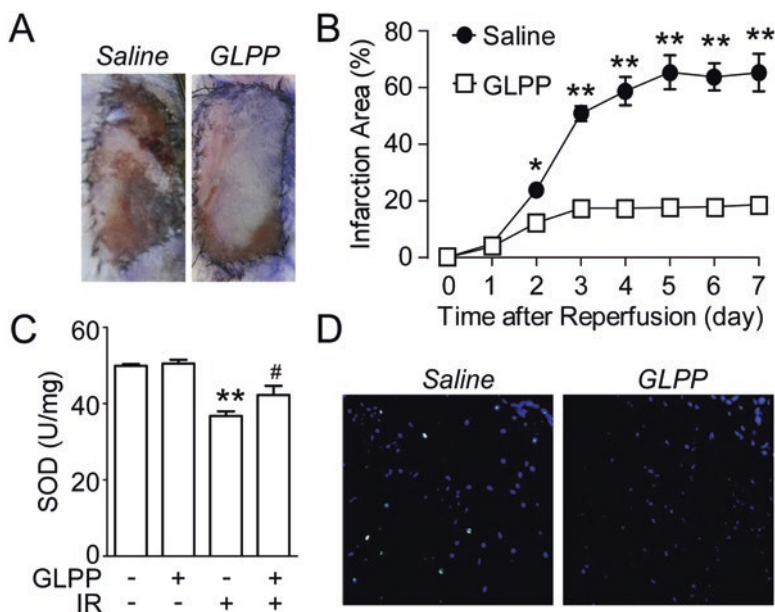 A
Saline GLPP
B
Infarction Area (%)
80
60
40
20
0
Saline
GLPP
* ** ** ** ** **
0 1 2 3 4 5 6 7
Time after Reperfusion (day)
C
SOD (U/mg)
60
40
20
0
** #
GLPP - + - +
IR - - + +
D
Saline GLPP